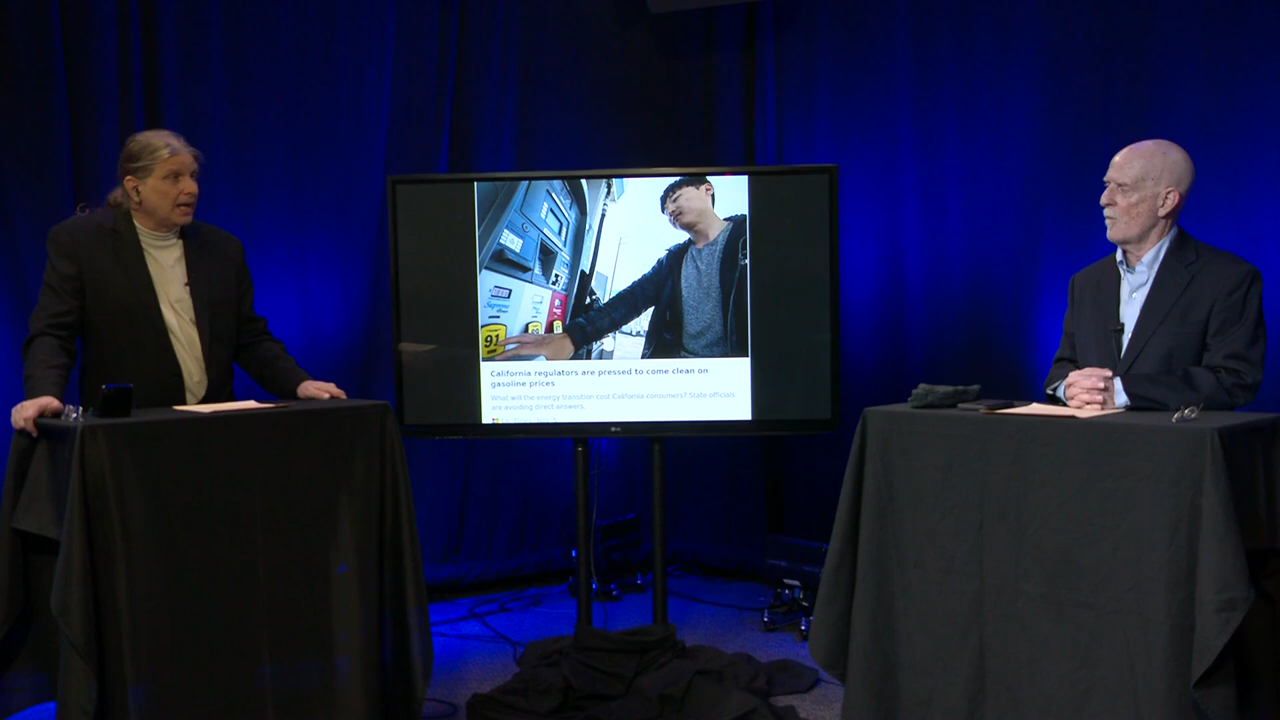 Supreme
91
California regulators are pressed to come clean on
gasoline prices
What will the energy transition cost California consumers? State officials
are avoiding direct answers.
LG